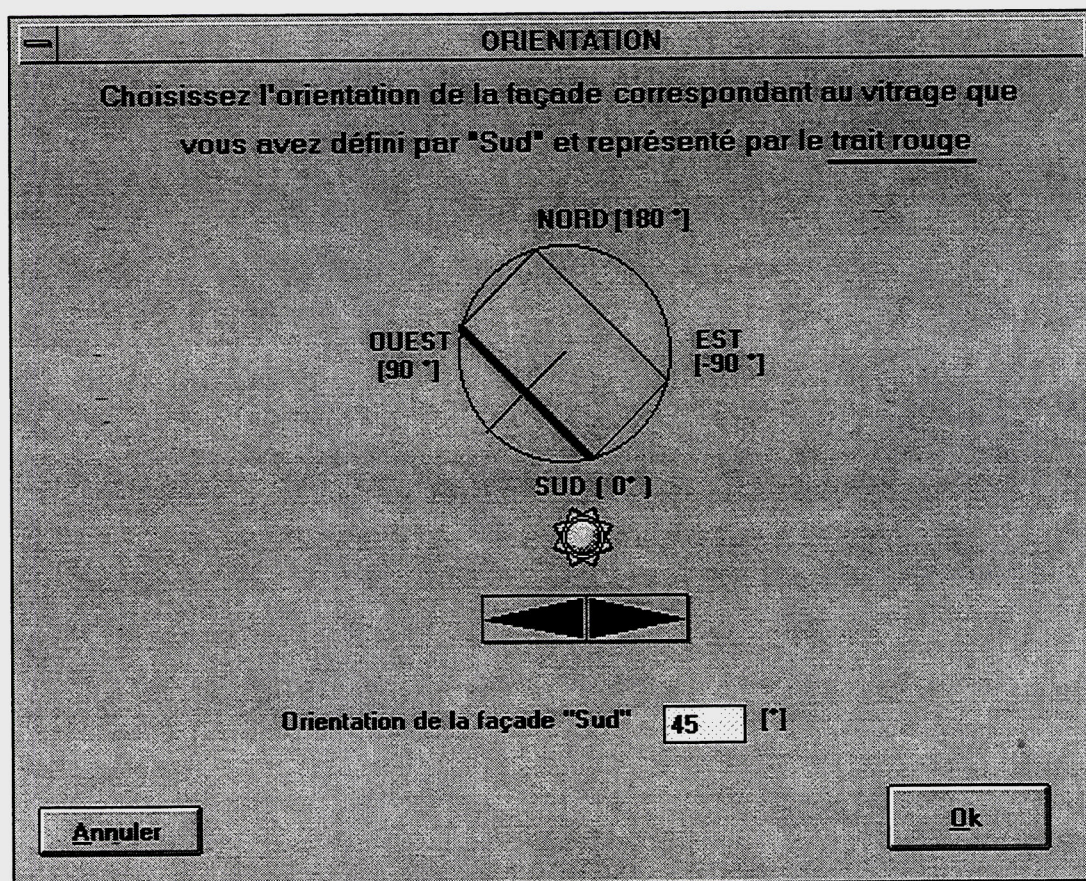 ORIENTATION
Choisissez l'orientation de la façade correspondant au vitrage que
vous avez défini par "Sud" et représenté par le trait rouge
NORD [180 °]
OUEST
[90 °]
EST
[-90 °]
SUD ( 0° )
Orientation de la façade "Sud" 45 [°]
Annuler
Ok